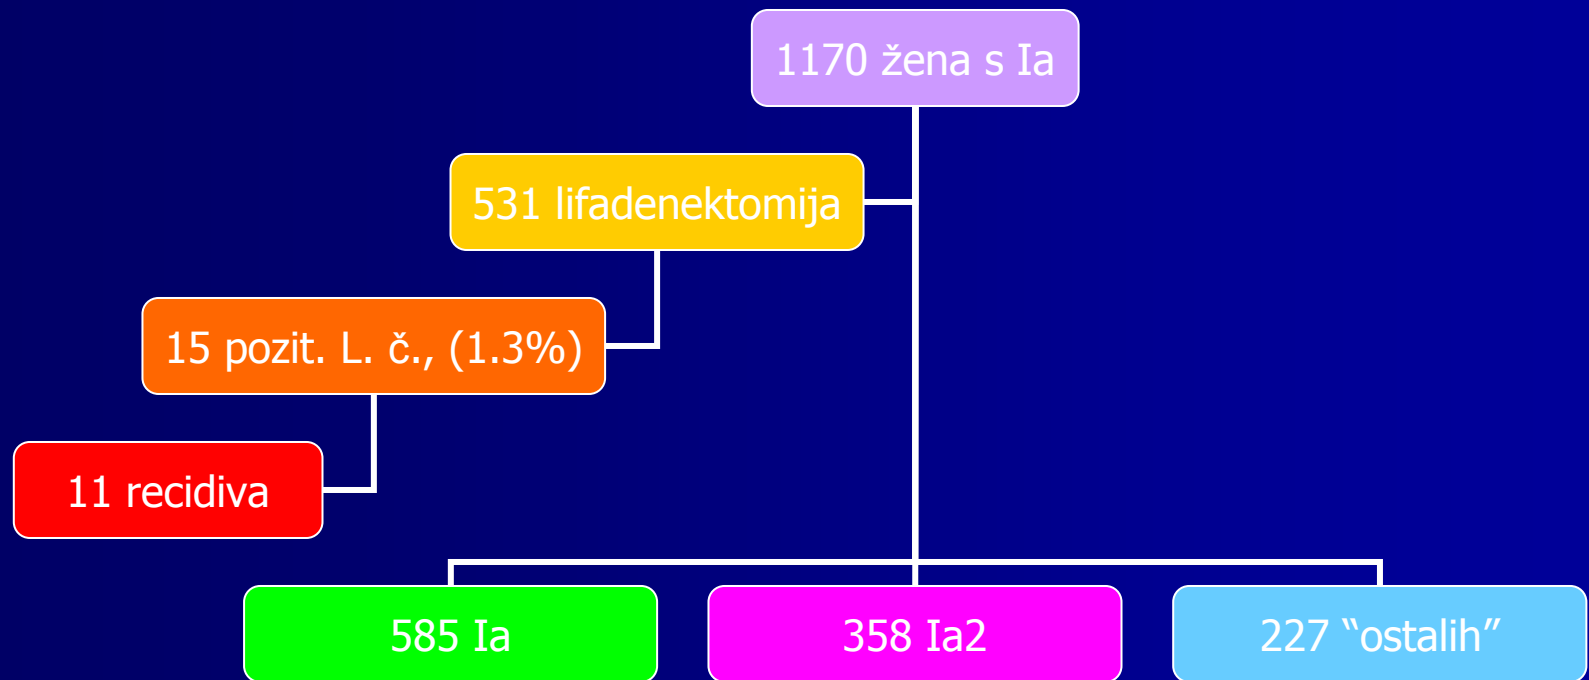 1170 žena s Ia
531 lifadenektomija
15 pozit. L. č., (1.3%)
11 recidiva
585 Ia
358 Ia2
227 “ostalih”